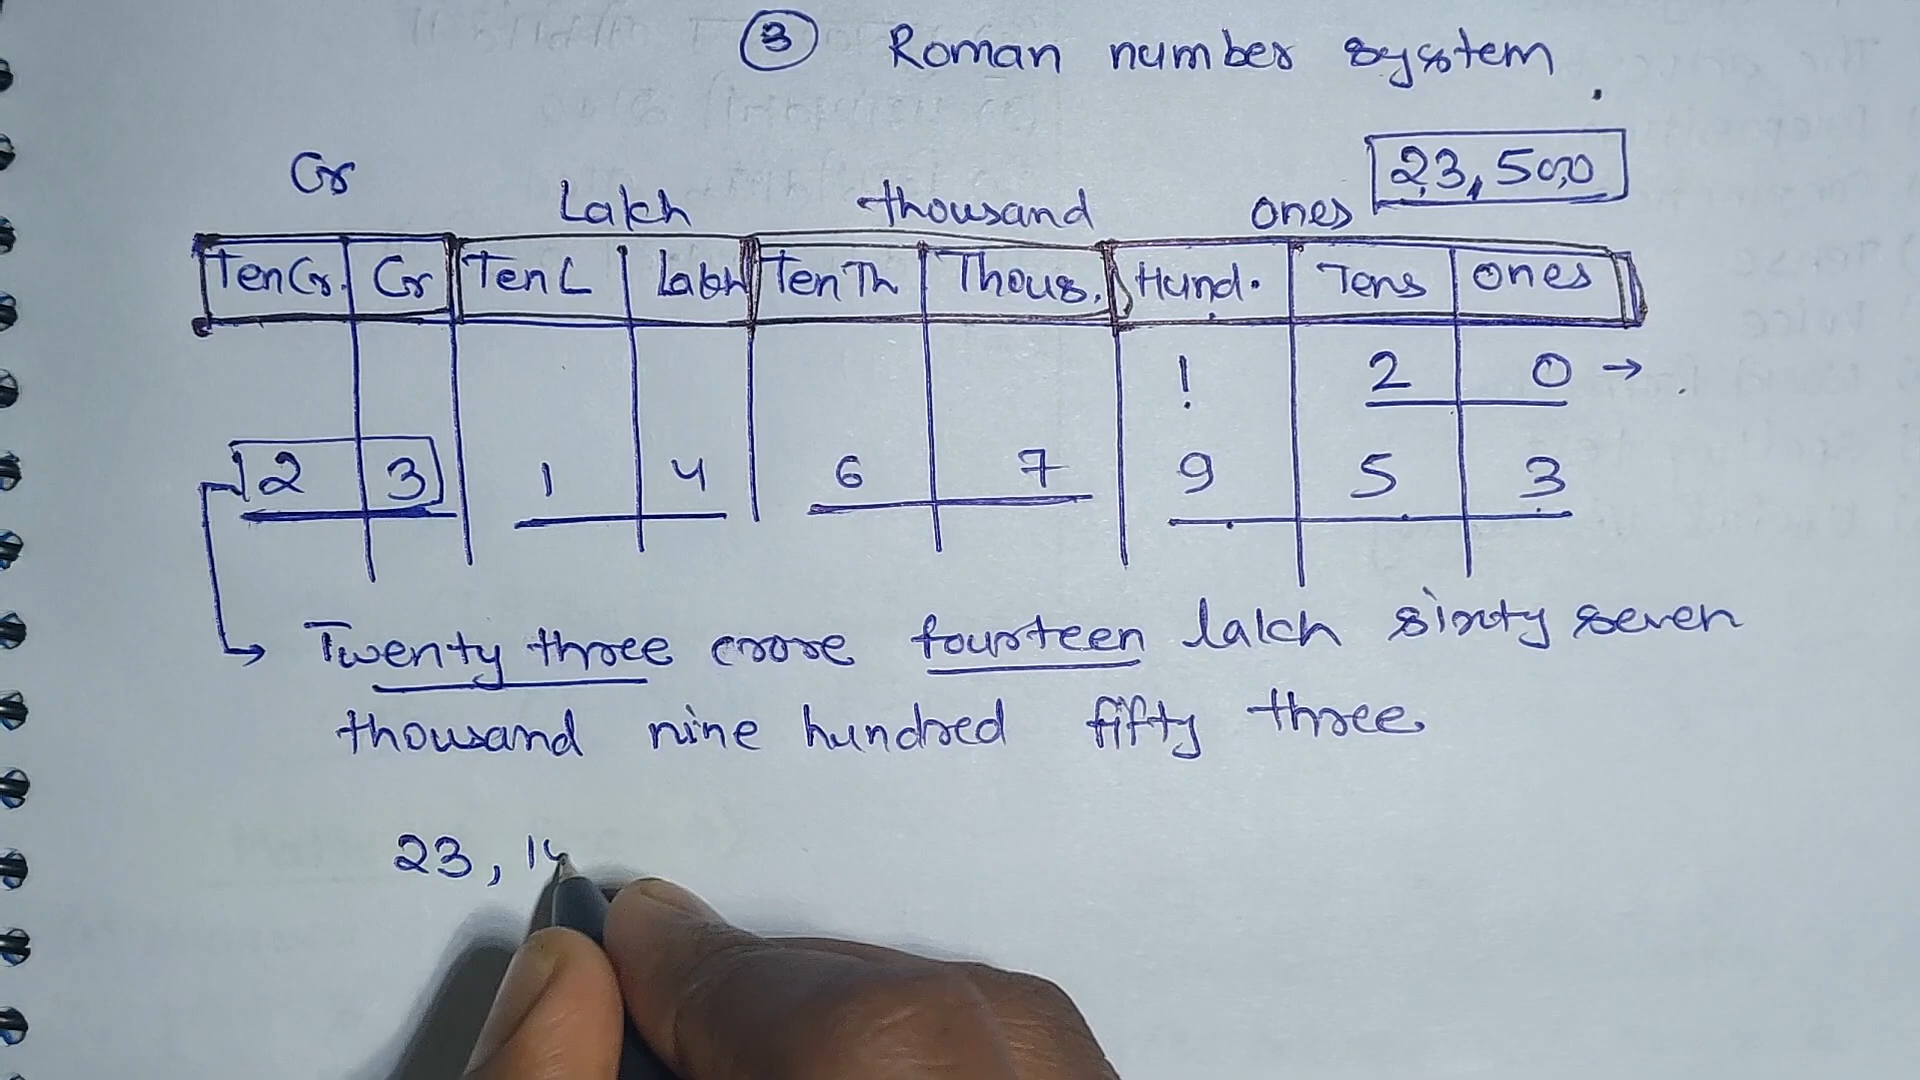 3 Roman number system
23,500
Cr Lakh thousand ones
Ten Cr. Cr Ten L Lakh Ten Th Thous. Hund. Tens ones
! 2 0 →
2 3 1 4 6 7 9 5 3
Twenty three crore fourteen lakh sixty seven
thousand nine hundred fifty three
23, 14